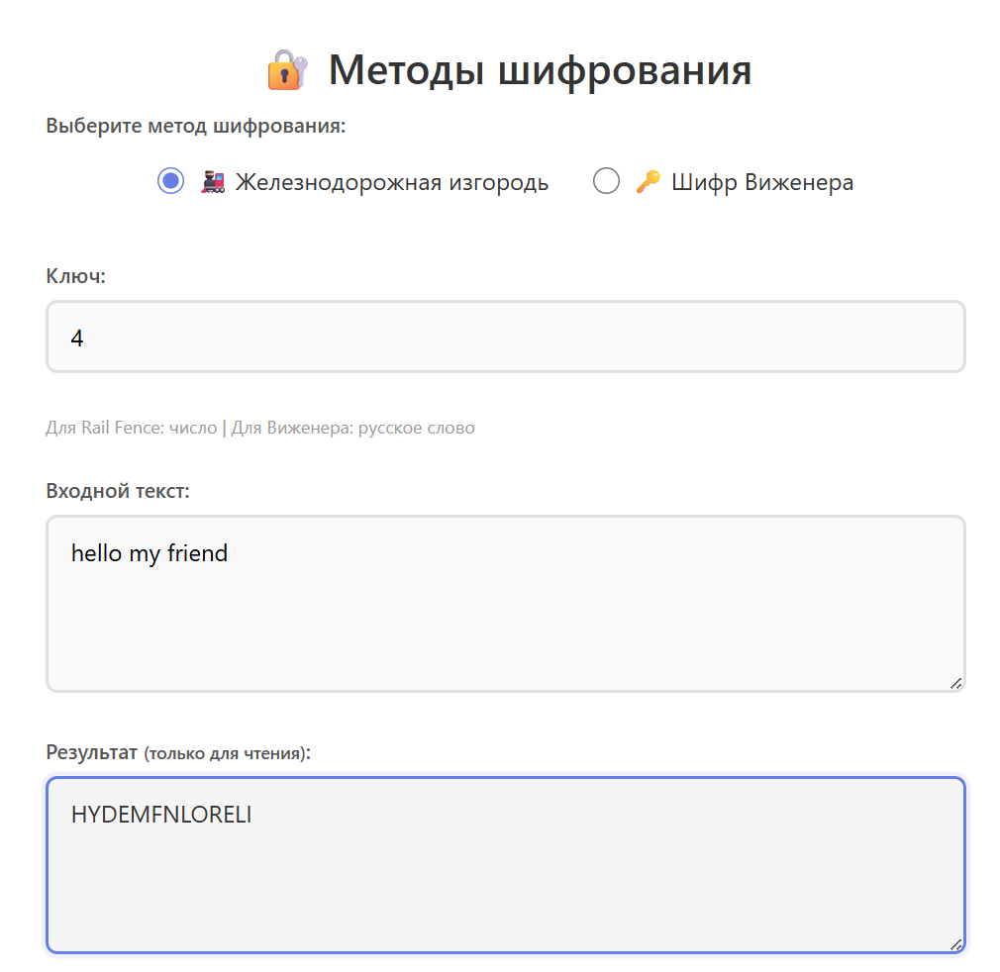 Методы шифрования
Выберите метод шифрования:
Железнодорожная изгородь Шифр Виженера
Ключ:
4
Для Rail Fence: число | Для Виженера: русское слово
Входной текст:
hello my friend
Результат (только для чтения):
HYDEMFNLORELI